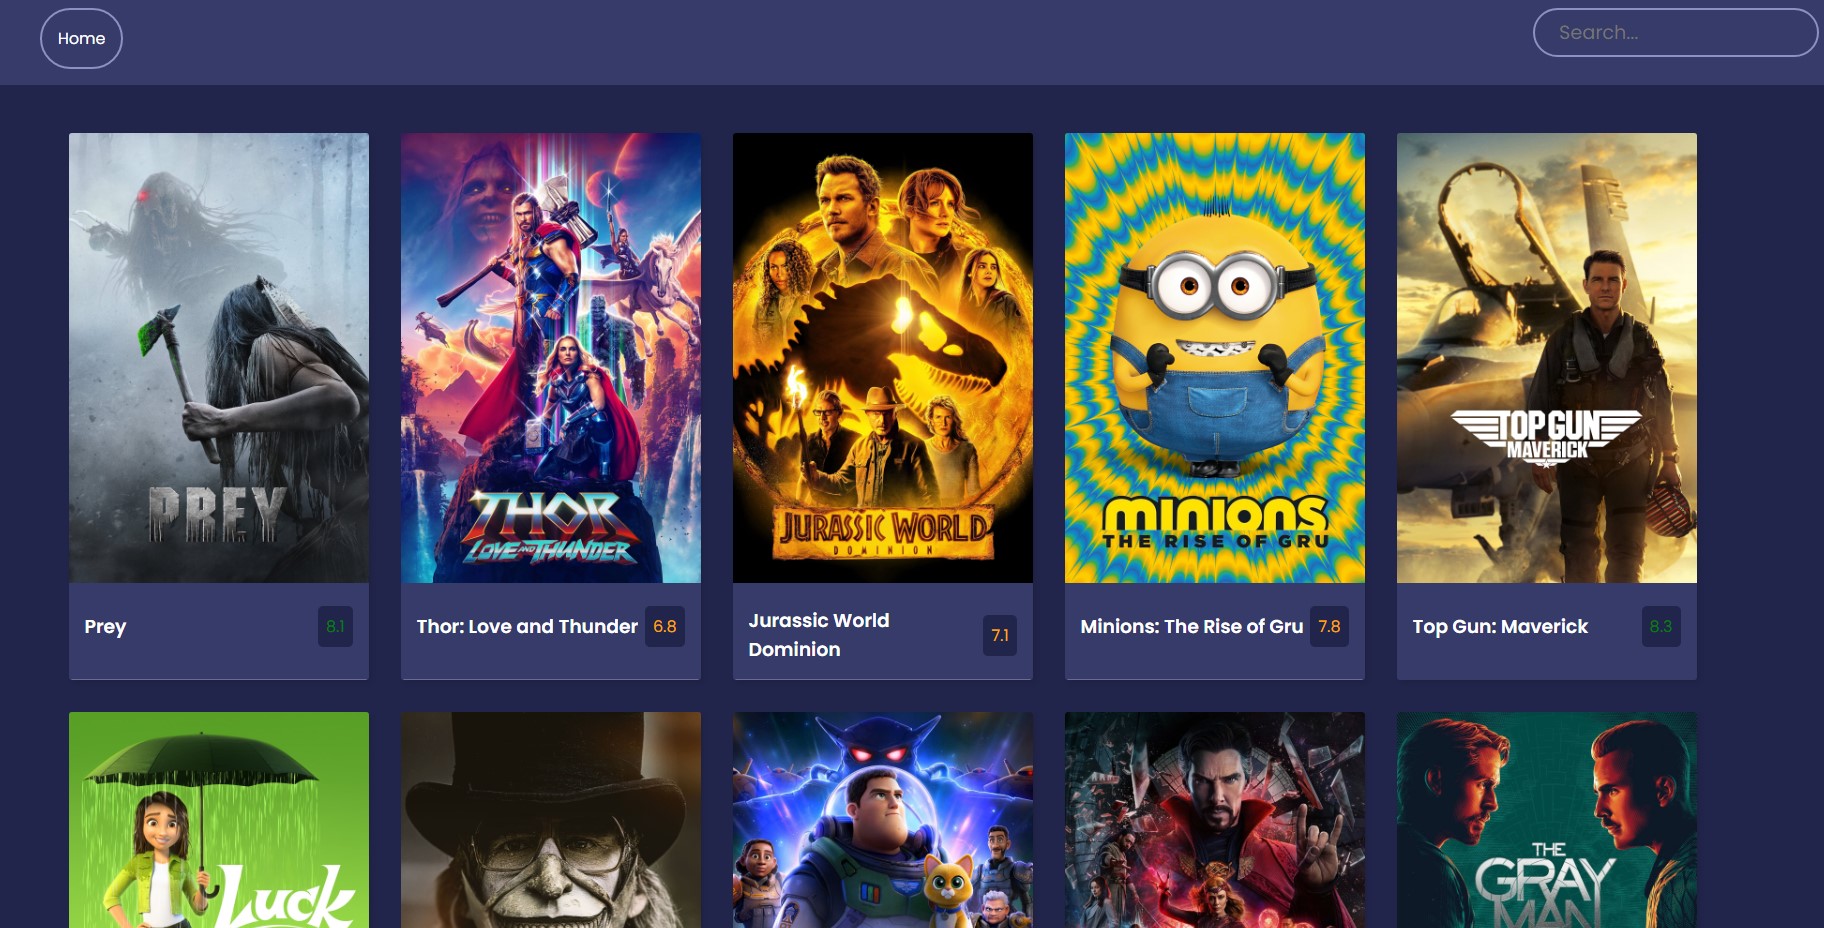 Home
Search...
PREY
THOR
LOVE AND THUNDER
JURASSIC WORLD
DOMINION
minions
THE RISE OF GRU
TOP GUN
MAVERICK
Prey
8.1
Thor: Love and Thunder
6.8
Jurassic World
Dominion
7.1
Minions: The Rise of Gru
7.8
Top Gun: Maverick
8.3
Luck
THE
GRAY
MAN